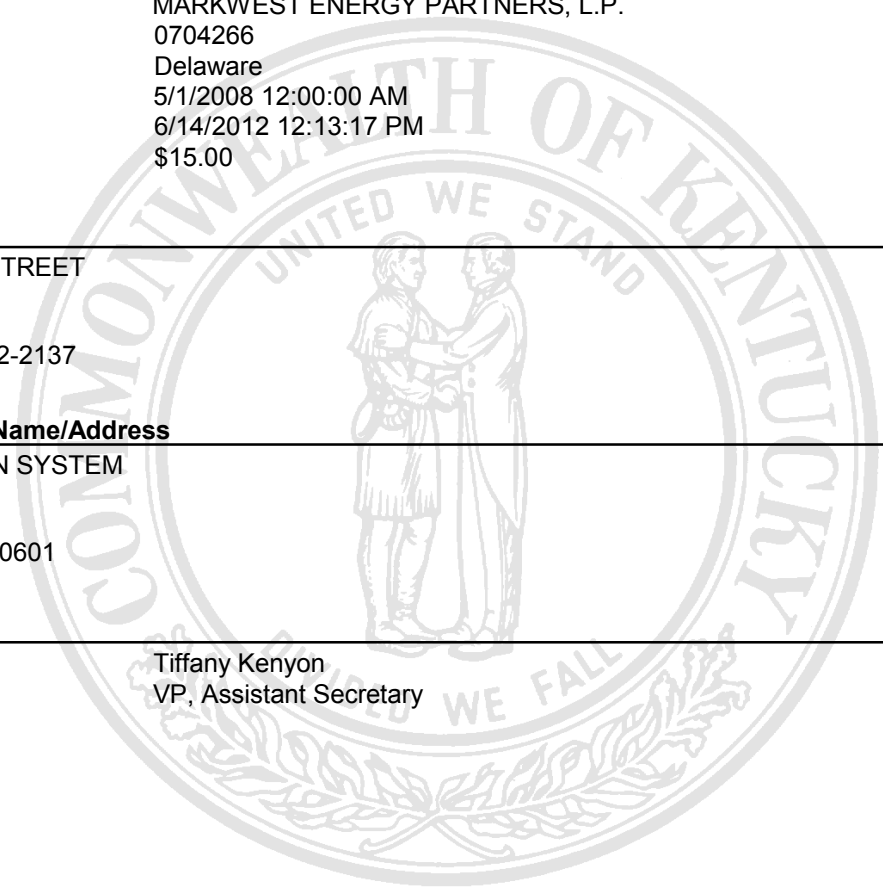 MARKWEST ENERGY PARTNERS, L.P.
0704266
Delaware
5/1/2008 12:00:00 AM
6/14/2012 12:13:17 PM
$15.00
TREET
2-2137
Name/Address
N SYSTEM
0601
Tiffany Kenyon
VP, Assistant Secretary
COMMONWEALTH OF KENTUCKY
UNITED WE STAND
DIVIDED WE FALL